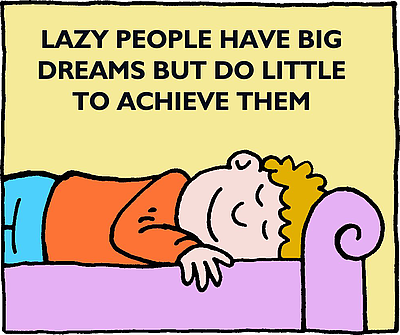 LAZY PEOPLE HAVE BIG
DREAMS BUT DO LITTLE
TO ACHIEVE THEM